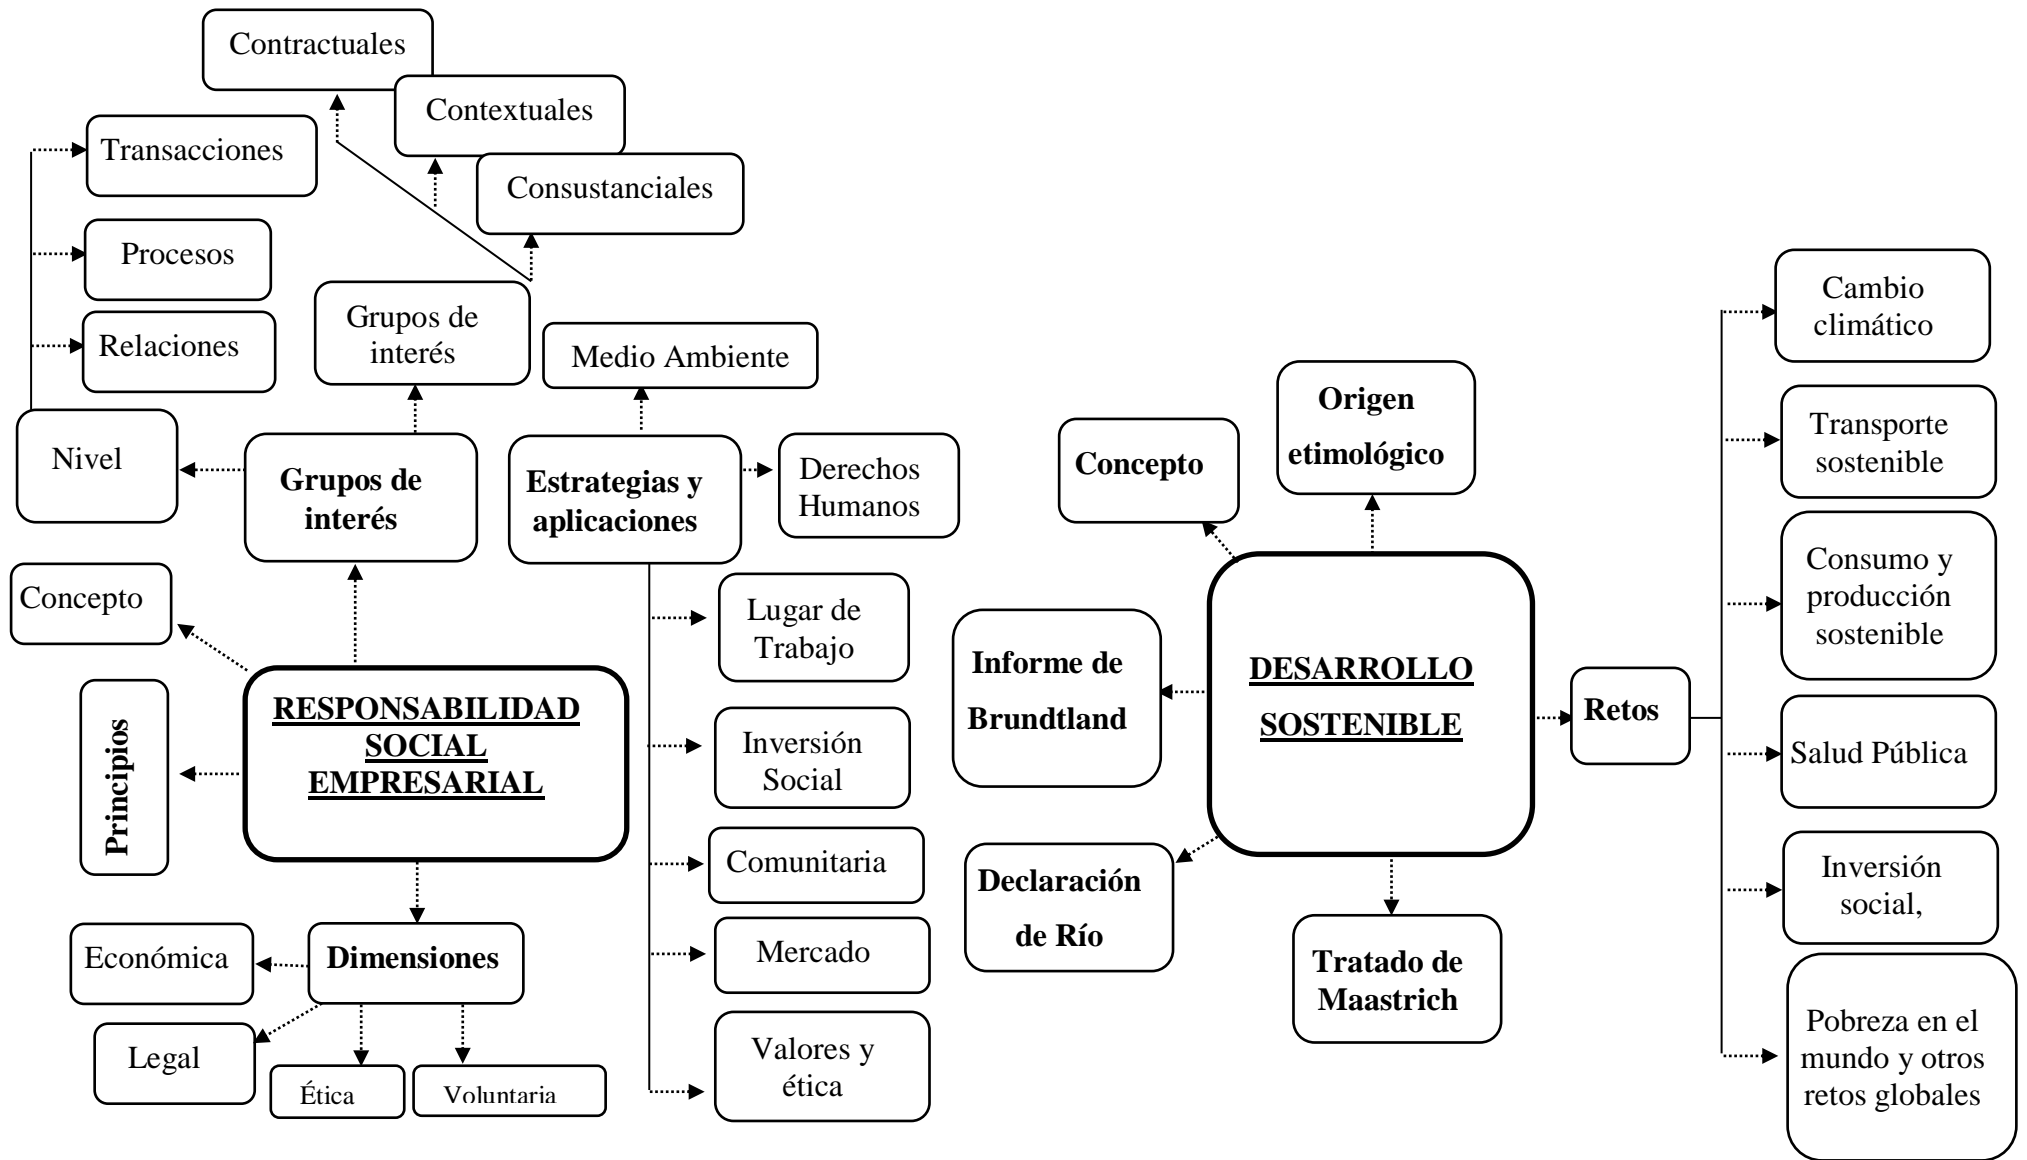 Contractuales
Contextuales
Consustanciales
Transacciones
Procesos
Relaciones
Nivel
Grupos de
interés
Grupos de
interés
Medio Ambiente
Estrategias y
aplicaciones
Derechos
Humanos
Concepto
Lugar de
Trabajo
RESPONSABILIDAD
SOCIAL
EMPRESARIAL
Principios
Inversión
Social
Comunitaria
Mercado
Valores y
ética
Dimensiones
Económica
Legal
Ética
Voluntaria
Origen
etimológico
Concepto
Informe de
Brundtland
DESARROLLO
SOSTENIBLE
Declaración
de Río
Tratado de
Maastrich
Retos
Cambio
climático
Transporte
sostenible
Consumo y
producción
sostenible
Salud Pública
Inversión
social,
Pobreza en el
mundo y otros
retos globales